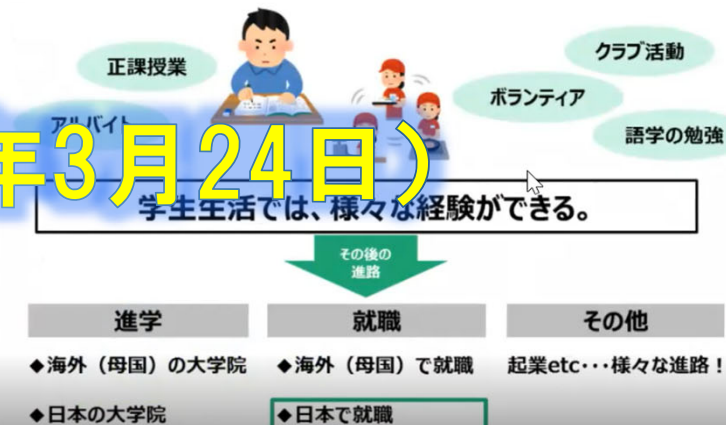 正課授業
クラブ活動
ボランティア
アルバイト
語学の勉強
年3月24日）
学生生活では、様々な経験ができる。
その後の
進路
進学
就職
その他
◆海外（母国）の大学院
◆海外（母国）で就職
起業etc･･･様々な進路！
◆日本の大学院
◆日本で就職